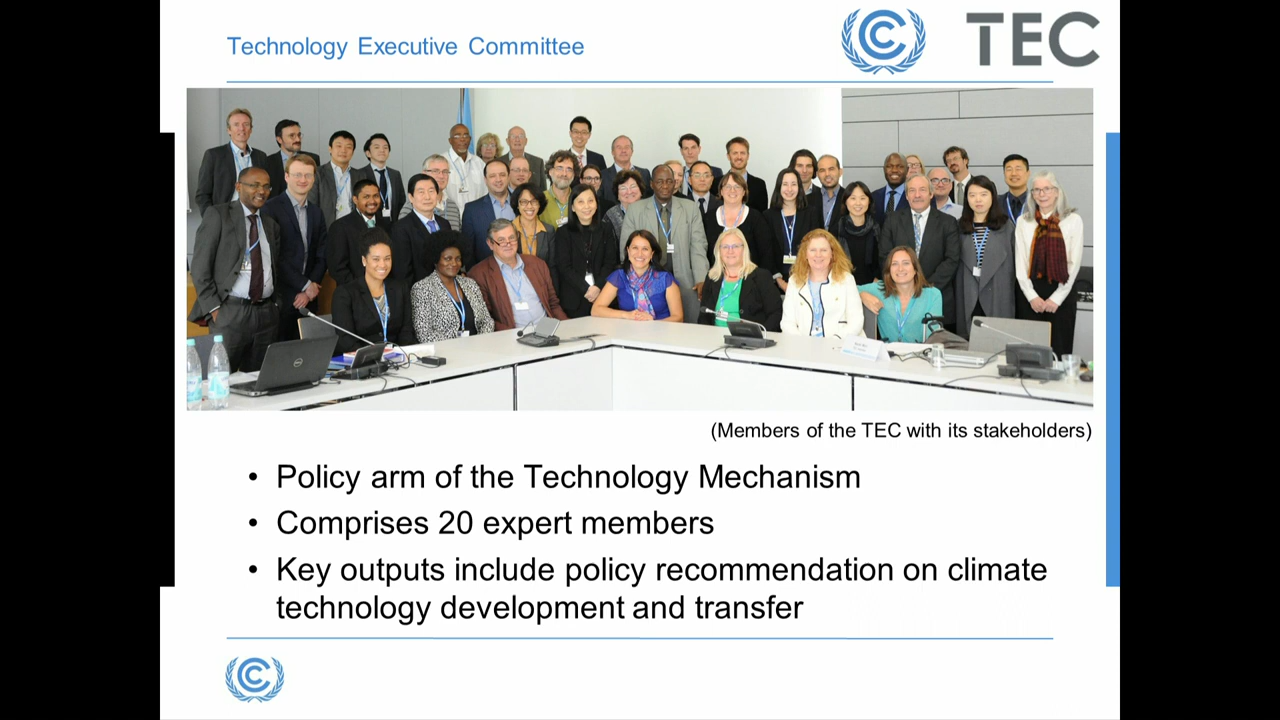 Technology Executive Committee
TEC
(Members of the TEC with its stakeholders)
• Policy arm of the Technology Mechanism
• Comprises 20 expert members
• Key outputs include policy recommendation on climate
technology development and transfer